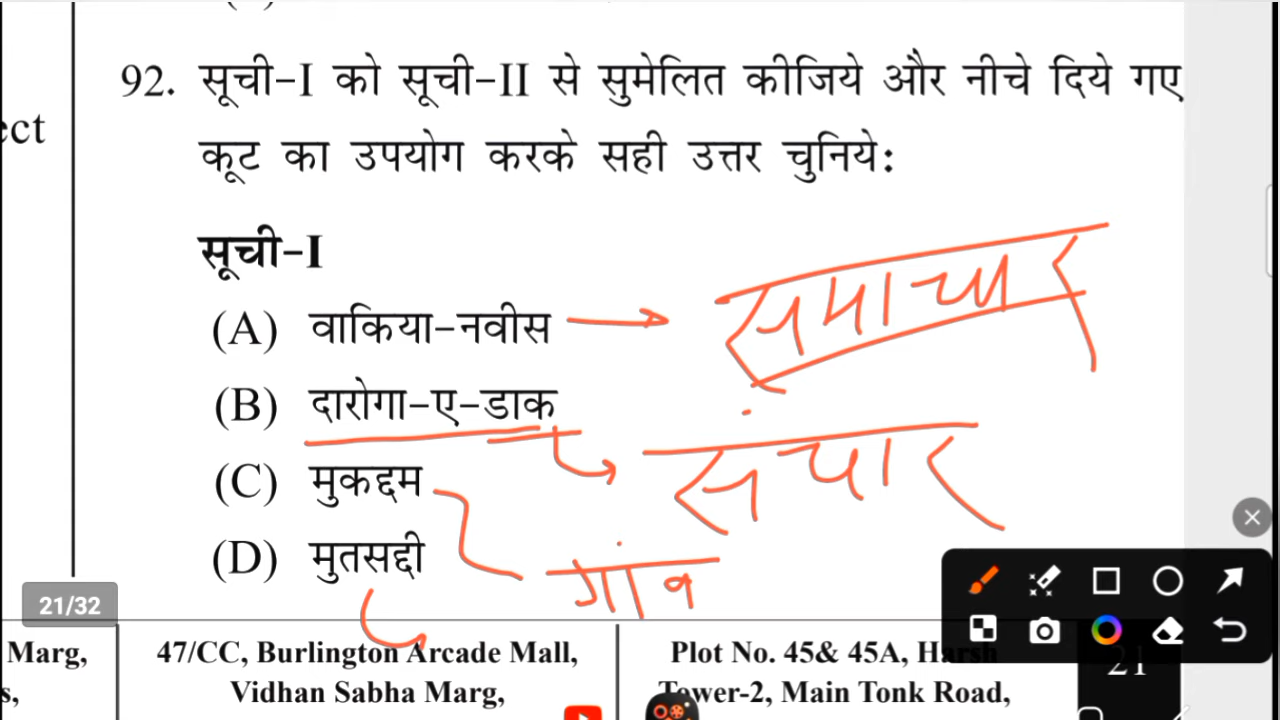 ect
92. सूची-I को सूची-II से सुमेलित कीजिये और नीचे दिये गए
कूट का उपयोग करके सही उत्तर चुनिये:
सूची-I
(A) वाकिया-नवीस
समाचार
(B) दारोगा-ए-डाक
संचार
(C) मुकद्दम
(D) मुतसद्दी
गांव
21/32
Marg,
s,
47/CC, Burlington Arcade Mall,
Vidhan Sabha Marg,
Plot No. 45& 45A, Harsh
Tower-2, Main Tonk Road,
21